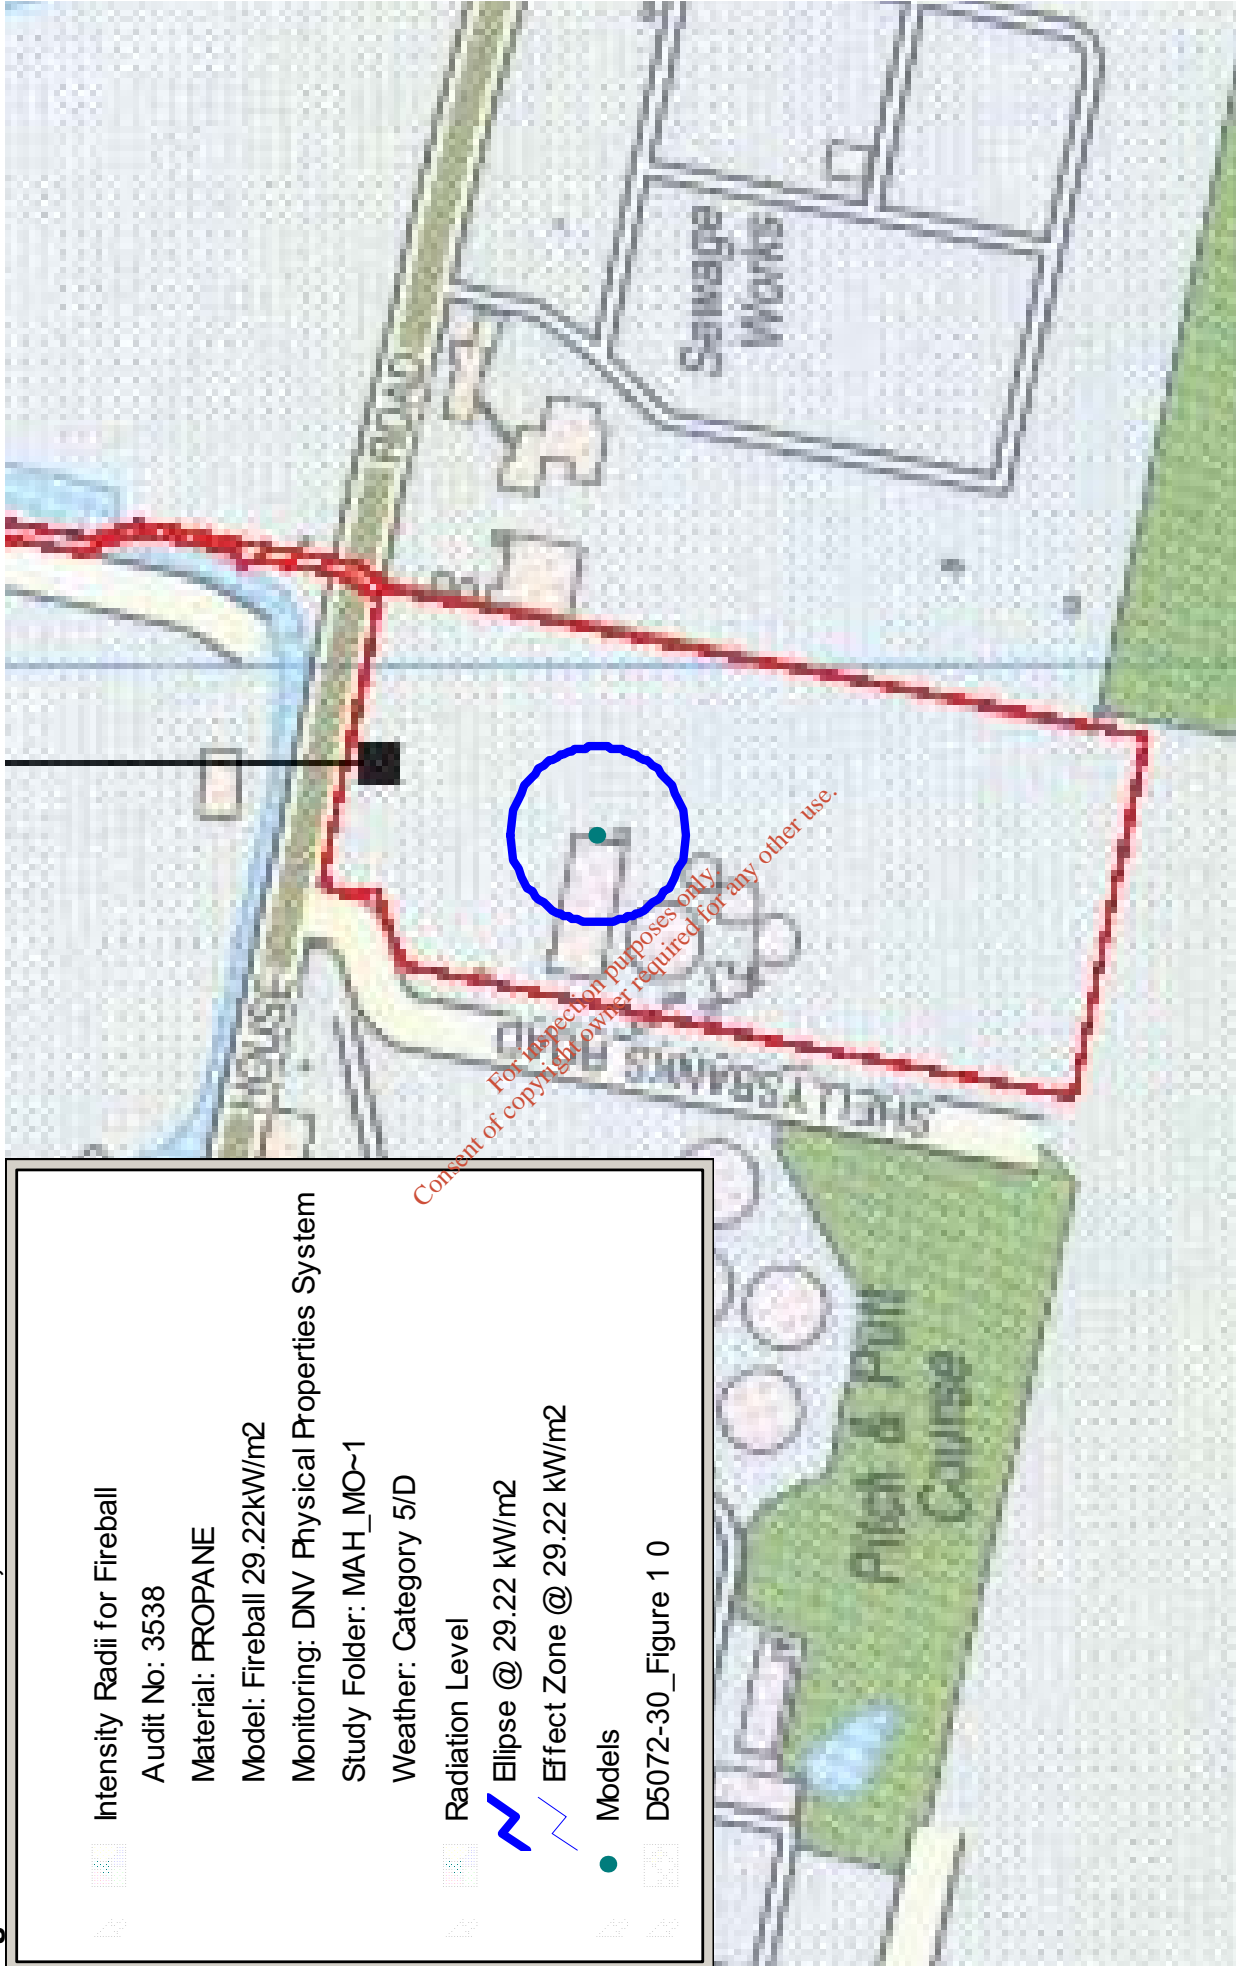 Intensity Radii for Fireball
Audit No: 3538
Material: PROPANE
Model: Fireball 29.22kW/m2
Monitoring: DNV Physical Properties System
Study Folder: MAH_MO~1
Weather: Category 5/D
Radiation Level
Ellipse @ 29.22 kW/m2
Effect Zone @ 29.22 kW/m2
Models
D5072-30_Figure 1 0
HOUSE
ROAD
SHELLYBANKS ROAD
Sewage
Works
Pitch & Putt
Course
For inspection purposes only.
Consent of copyright owner required for any other use.